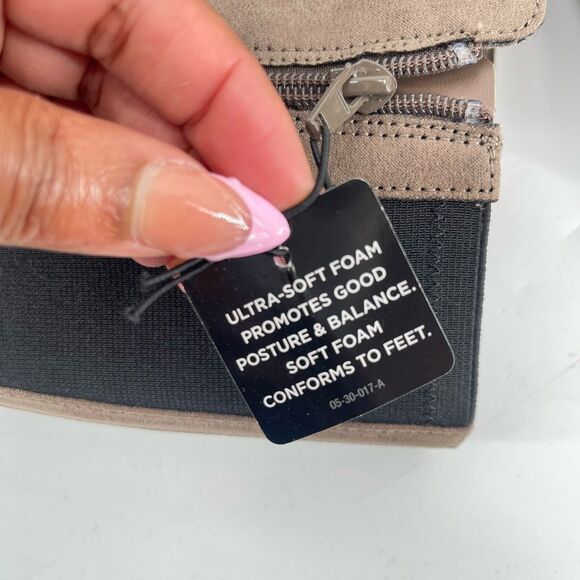 ULTRA-SOFT FOAM
PROMOTES GOOD
POSTURE & BALANCE.
SOFT FOAM
CONFORMS TO FEET.
05-30-017-A